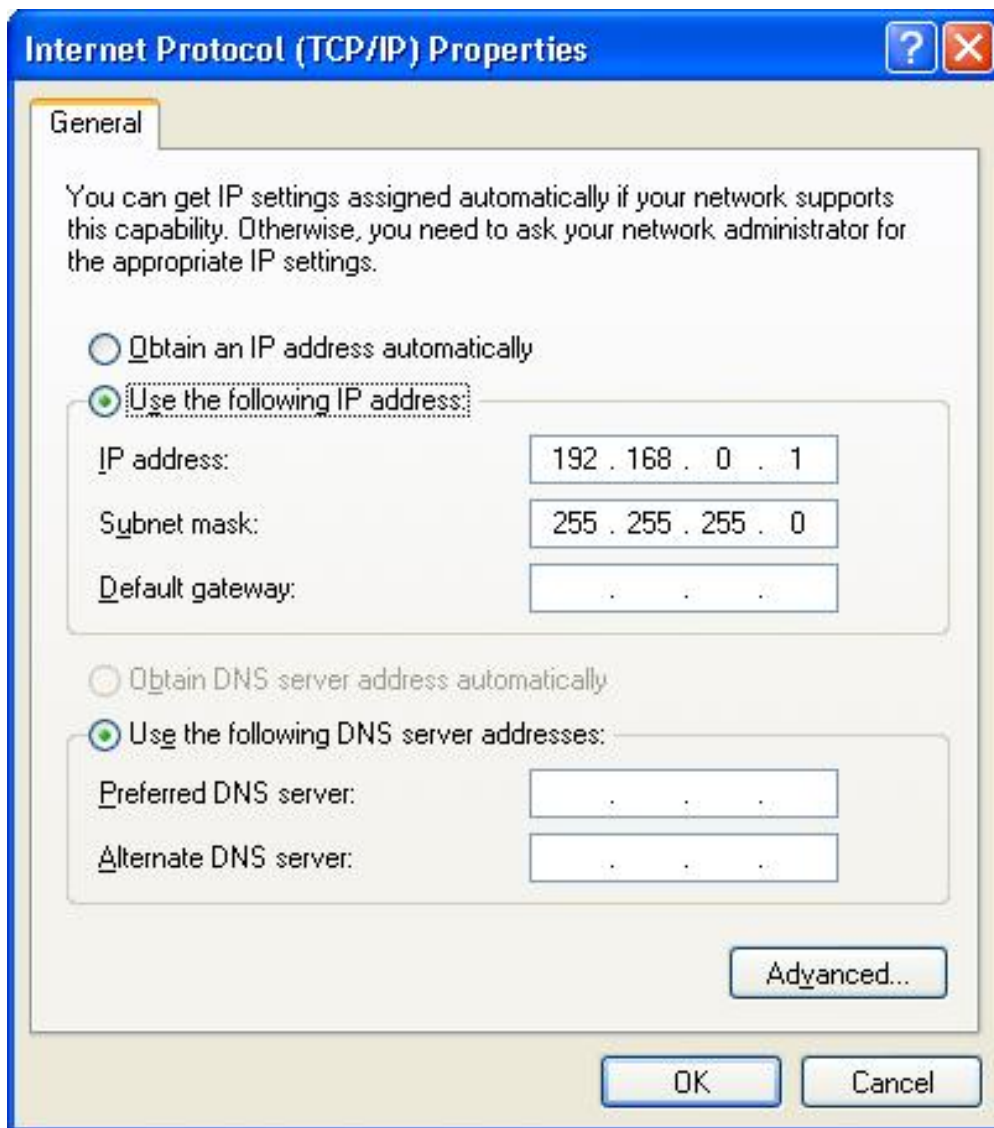 Internet Protocol (TCP/IP) Properties
General
You can get IP settings assigned automatically if your network supports
this capability. Otherwise, you need to ask your network administrator for
the appropriate IP settings.
Obtain an IP address automatically
Use the following IP address:
IP address: 192 . 168 . 0 . 1
Subnet mask: 255 . 255 . 255 . 0
Default gateway: . . .
Obtain DNS server address automatically
Use the following DNS server addresses:
Preferred DNS server: . . .
Alternate DNS server: . . .
Advanced...
OK Cancel